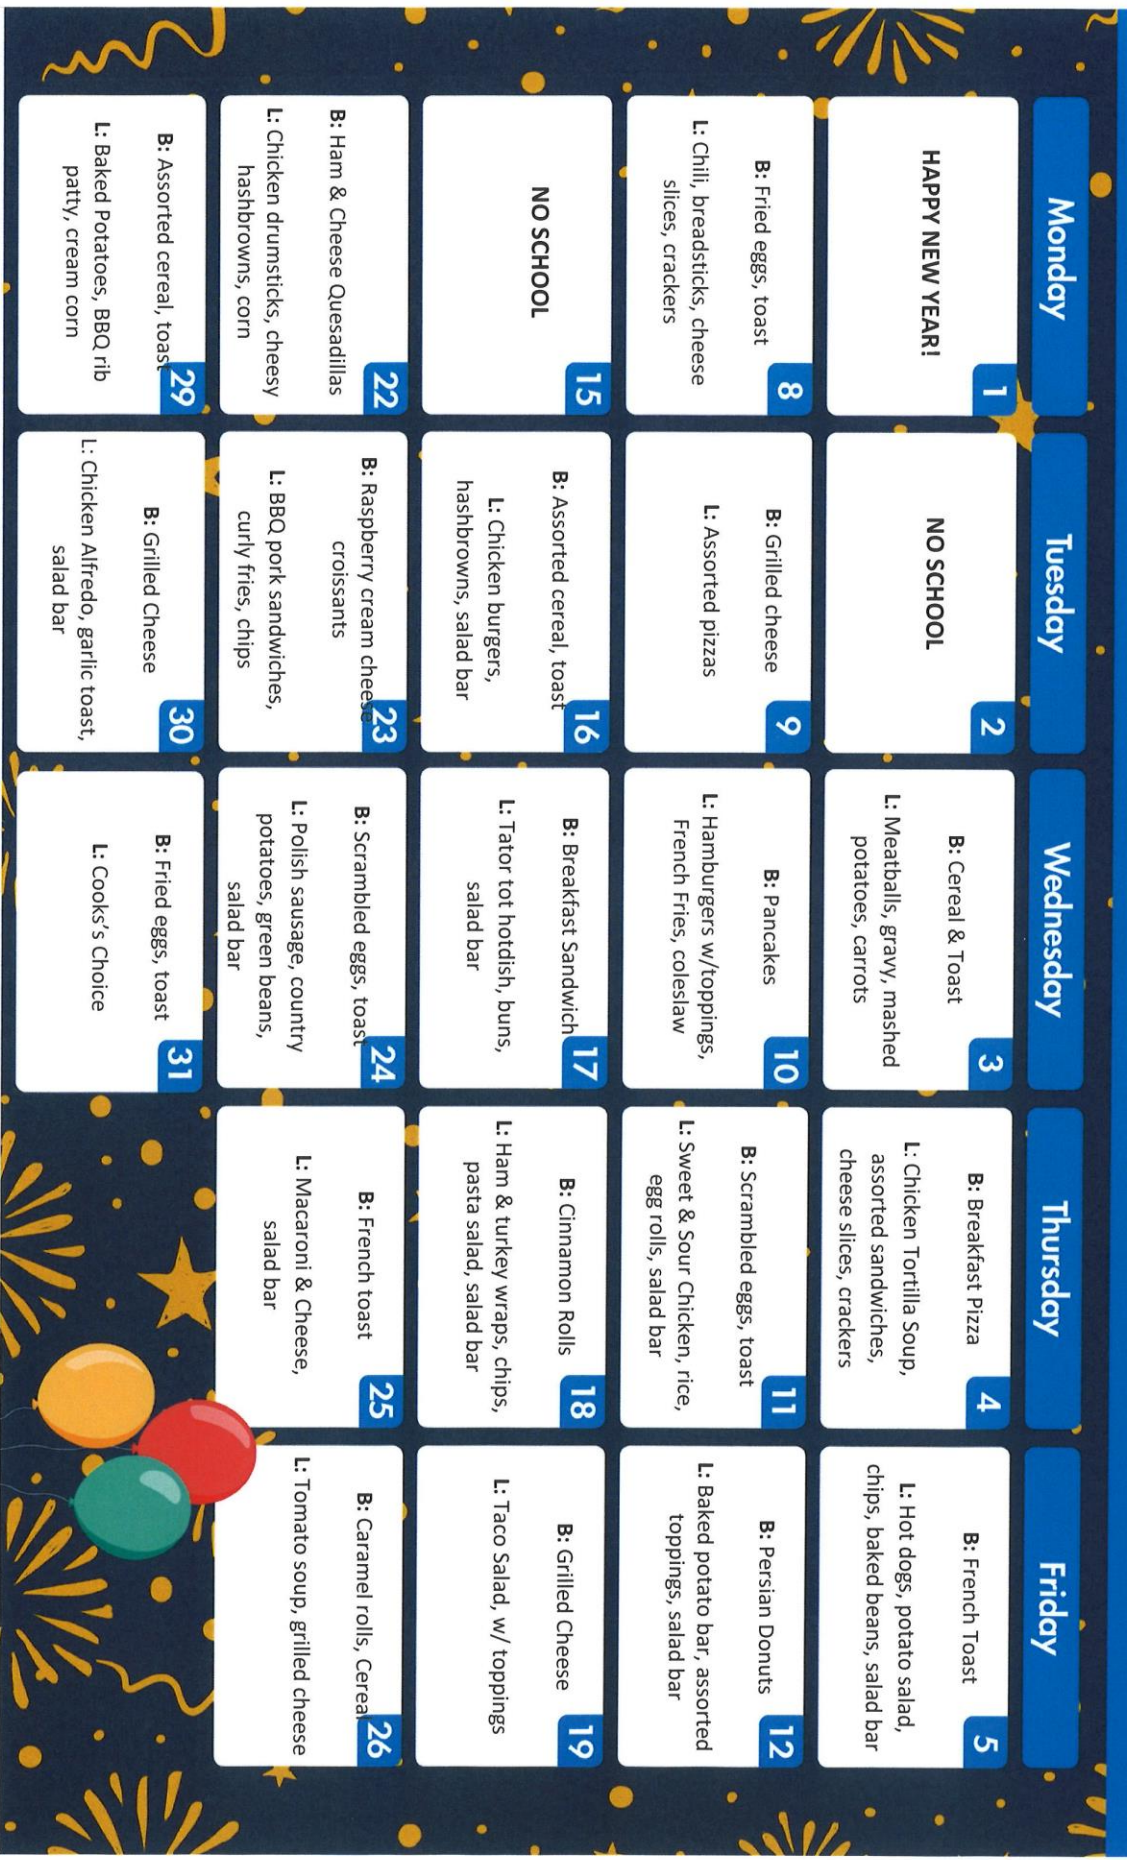 Monday
Tuesday
Wednesday
Thursday
Friday
HAPPY NEW YEAR!
1
NO SCHOOL
2
B: Cereal & Toast
L: Meatballs, gravy, mashed
potatoes, carrots
3
B: Breakfast Pizza
L: Chicken Tortilla Soup,
assorted sandwiches,
cheese slices, crackers
4
B: French Toast
L: Hot dogs, potato salad,
chips, baked beans, salad bar
5
B: Fried eggs, toast
L: Chili, breadsticks, cheese
slices, crackers
8
B: Grilled cheese
L: Assorted pizzas
9
B: Pancakes
L: Hamburgers w/toppings,
French Fries, coleslaw
10
B: Scrambled eggs, toast
L: Sweet & Sour Chicken, rice,
egg rolls, salad bar
11
B: Persian Donuts
L: Baked potato bar, assorted
toppings, salad bar
12
NO SCHOOL
15
B: Assorted cereal, toast
L: Chicken burgers,
hashbrowns, salad bar
16
B: Breakfast Sandwich
L: Tator tot hotdish, buns,
salad bar
17
B: Cinnamon Rolls
L: Ham & turkey wraps, chips,
pasta salad, salad bar
18
B: Grilled Cheese
L: Taco Salad, w/ toppings
19
B: Ham & Cheese Quesadillas
L: Chicken drumsticks, cheesy
hashbrowns, corn
22
B: Raspberry cream cheese
croissants
L: BBQ pork sandwiches,
curly fries, chips
23
B: Scrambled eggs, toast
L: Polish sausage, country
potatoes, green beans,
salad bar
24
B: French toast
L: Macaroni & Cheese,
salad bar
25
B: Caramel rolls, Cereal
L: Tomato soup, grilled cheese
26
B: Assorted cereal, toast
L: Baked Potatoes, BBQ rib
patty, cream corn
29
B: Grilled Cheese
L: Chicken Alfredo, garlic toast,
salad bar
30
B: Fried eggs, toast
L: Cooks's Choice
31